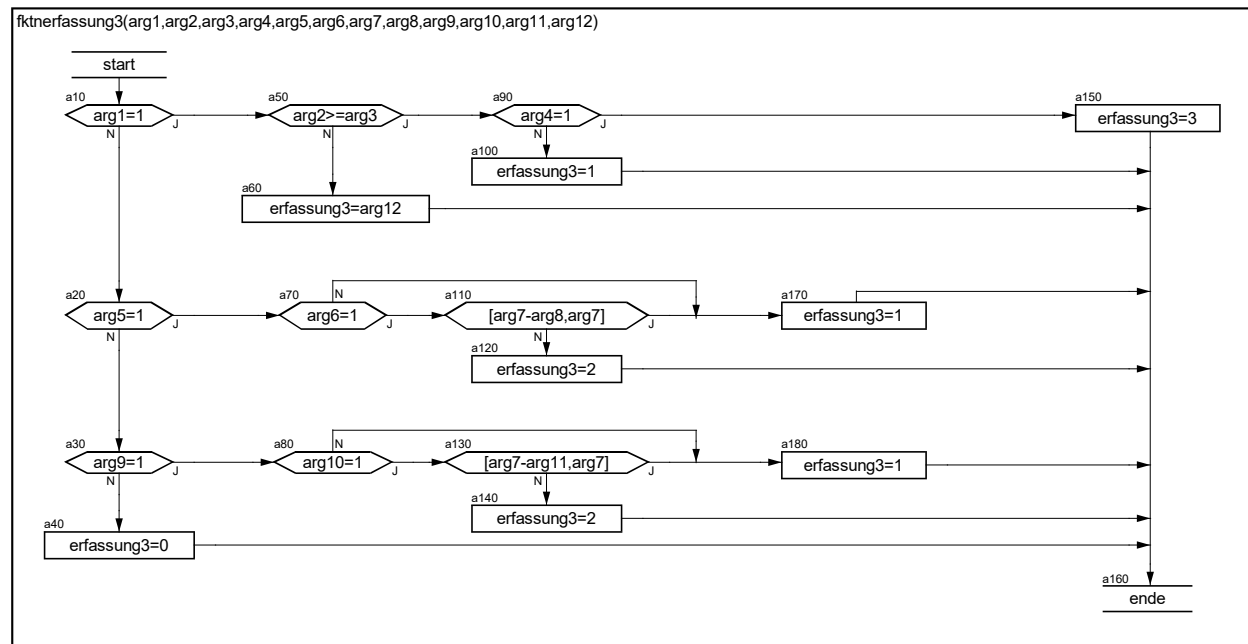 fktnerfassung3(arg1,arg2,arg3,arg4,arg5,arg6,arg7,arg8,arg9,arg10,arg11,arg12)
start
a10
arg1=1
J
N
a50
arg2>=arg3
J
N
a90
arg4=1
J
N
a150
erfassung3=3
a100
erfassung3=1
a60
erfassung3=arg12
a20
arg5=1
J
N
a70
N
arg6=1
J
a110
[arg7-arg8,arg7]
J
N
a170
erfassung3=1
a120
erfassung3=2
a30
arg9=1
J
N
a80
N
arg10=1
J
a130
[arg7-arg11,arg7]
J
N
a180
erfassung3=1
a140
erfassung3=2
a40
erfassung3=0
a160
ende